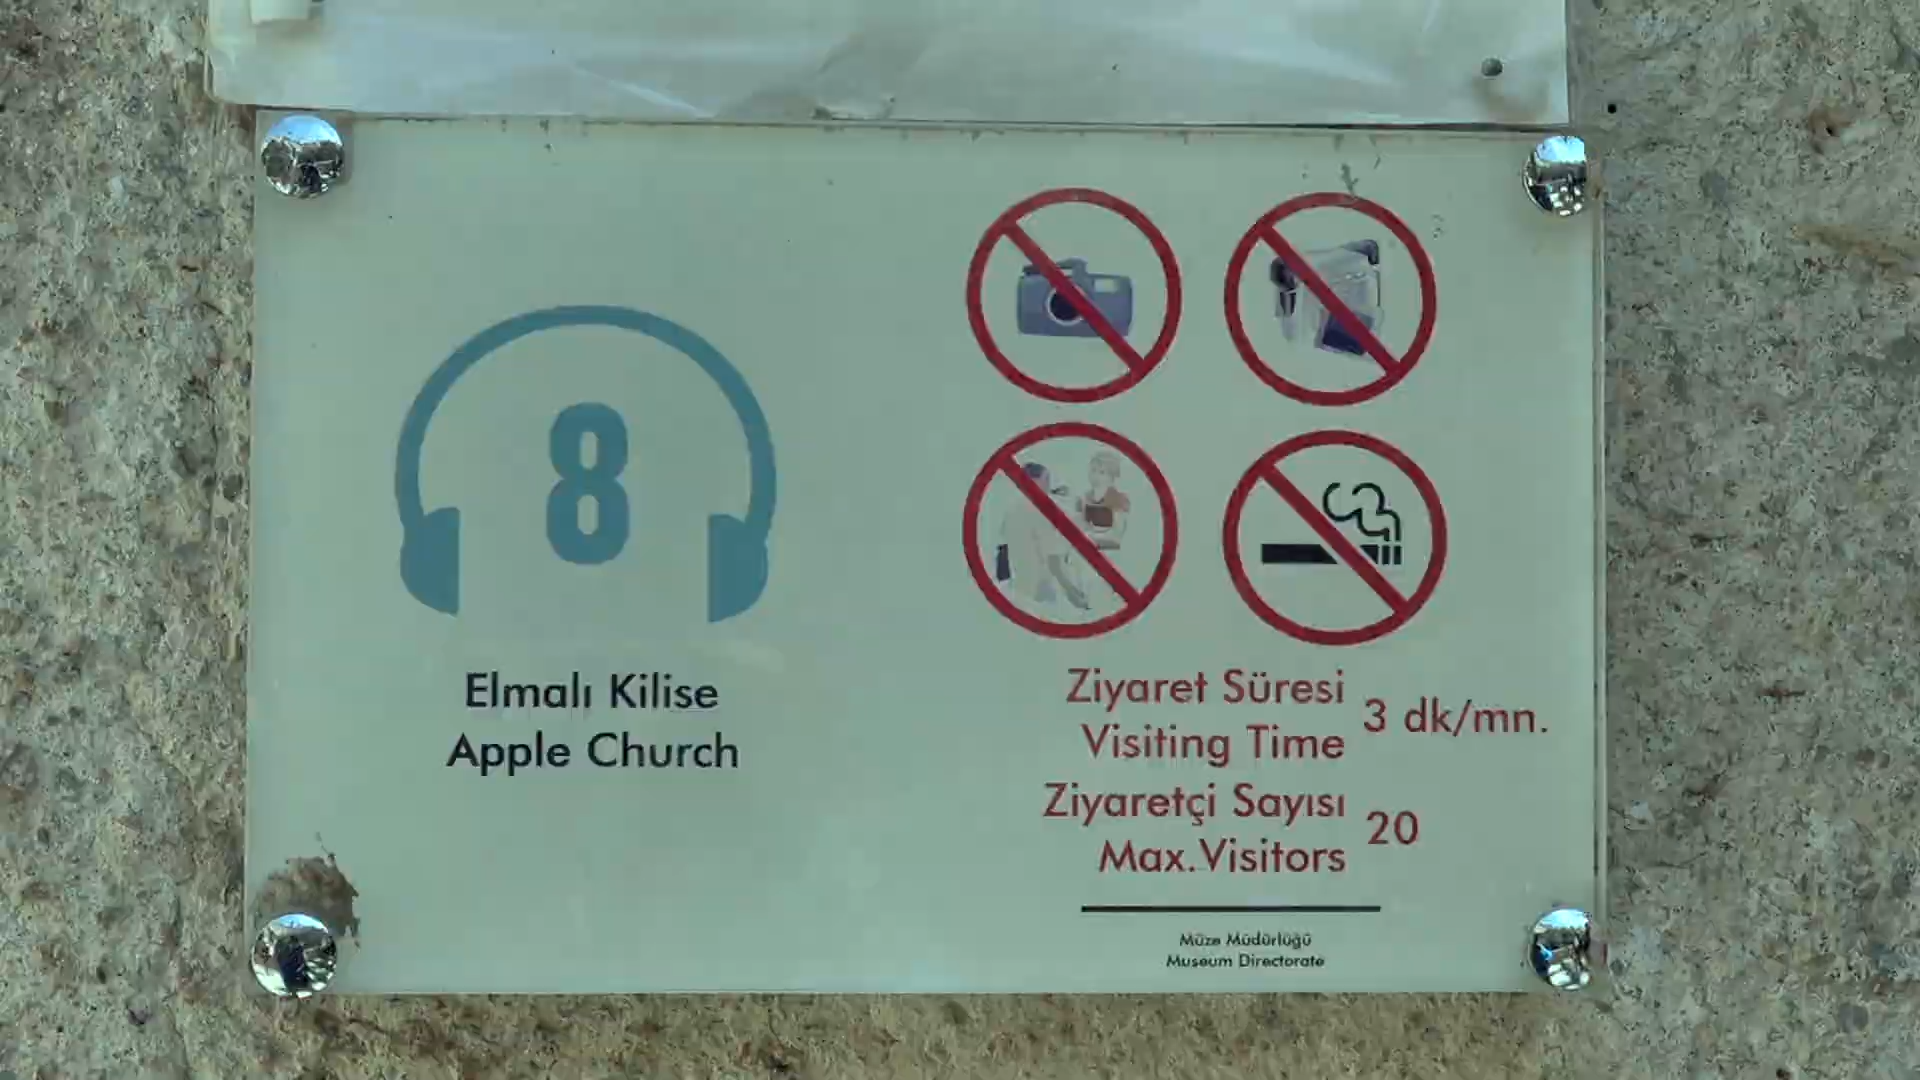 8
Elmalı Kilise
Apple Church
Ziyaret Süresi
Visiting Time
3 dk/mn.
Ziyaretçi Sayısı
Max.Visitors
20
Müze Müdürlüğü
Museum Directorate